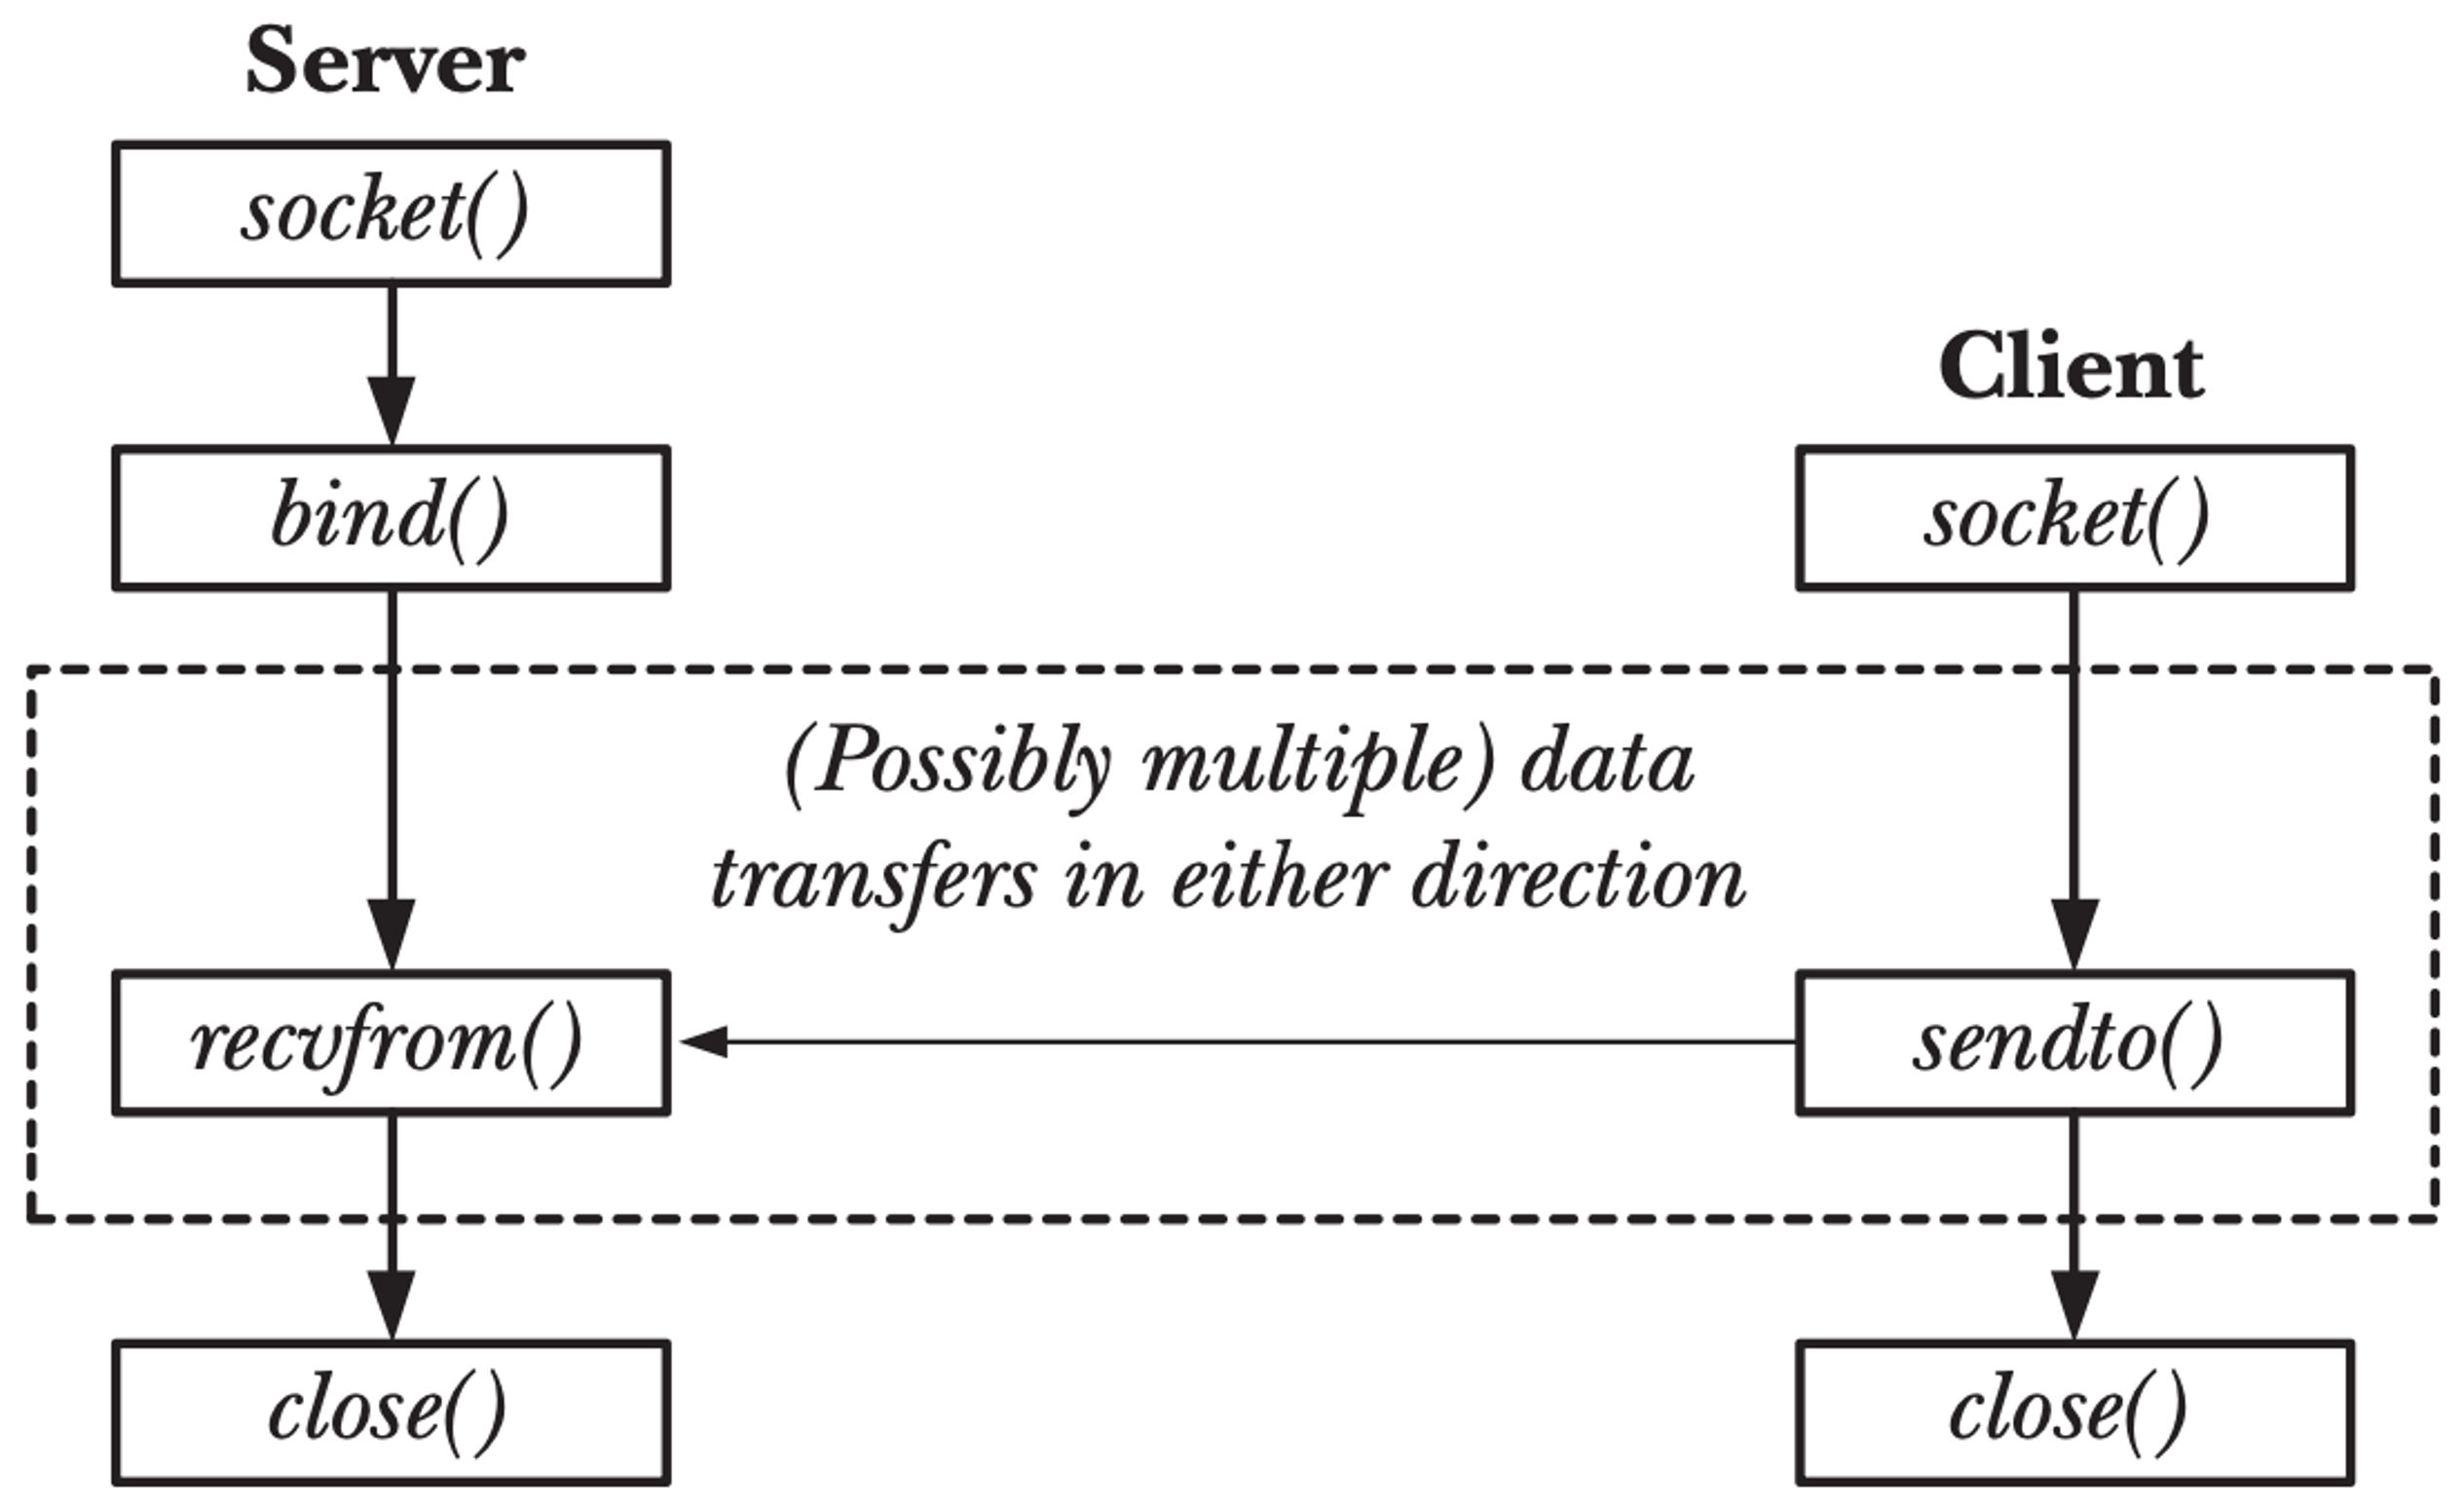 Server
socket()
Client
bind()
socket()
(Possibly multiple) data
transfers in either direction
recvfrom()
sendto()
close()
close()